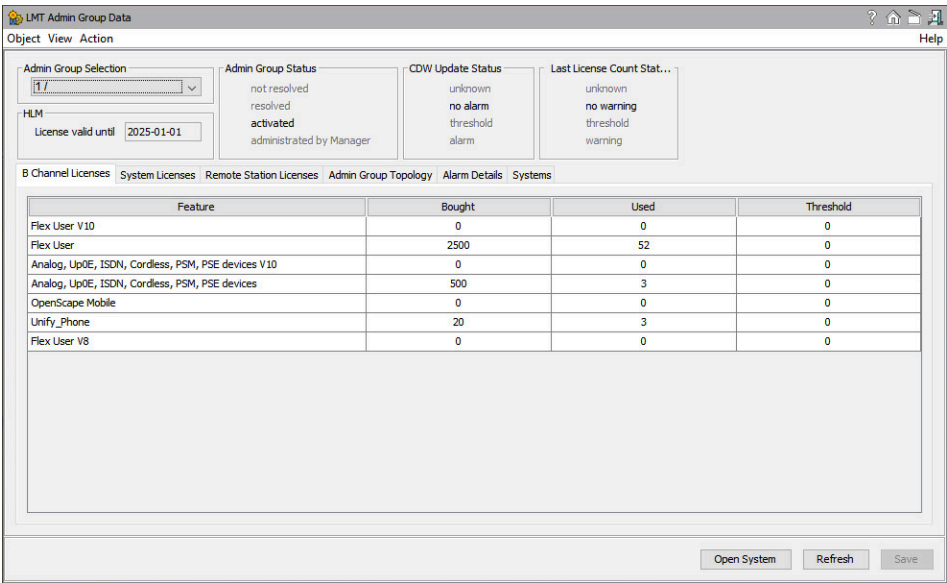 LMT Admin Group Data
?
Object View Action Help
Admin Group Selection
1 /
HLM
License valid until 2025-01-01
Admin Group Status
not resolved
resolved
activated
administrated by Manager
CDW Update Status
unknown
no alarm
threshold
alarm
Last License Count Stat...
unknown
no warning
threshold
warning
B Channel Licenses System Licenses Remote Station Licenses Admin Group Topology Alarm Details Systems
Feature Bought Used Threshold
Flex User V10 0 0 0
Flex User 2500 52 0
Analog, Up0E, ISDN, Cordless, PSM, PSE devices V10 0 0 0
Analog, Up0E, ISDN, Cordless, PSM, PSE devices 500 3 0
OpenScape Mobile 0 0 0
Unify_Phone 20 3 0
Flex User V8 0 0 0
Open System Refresh Save